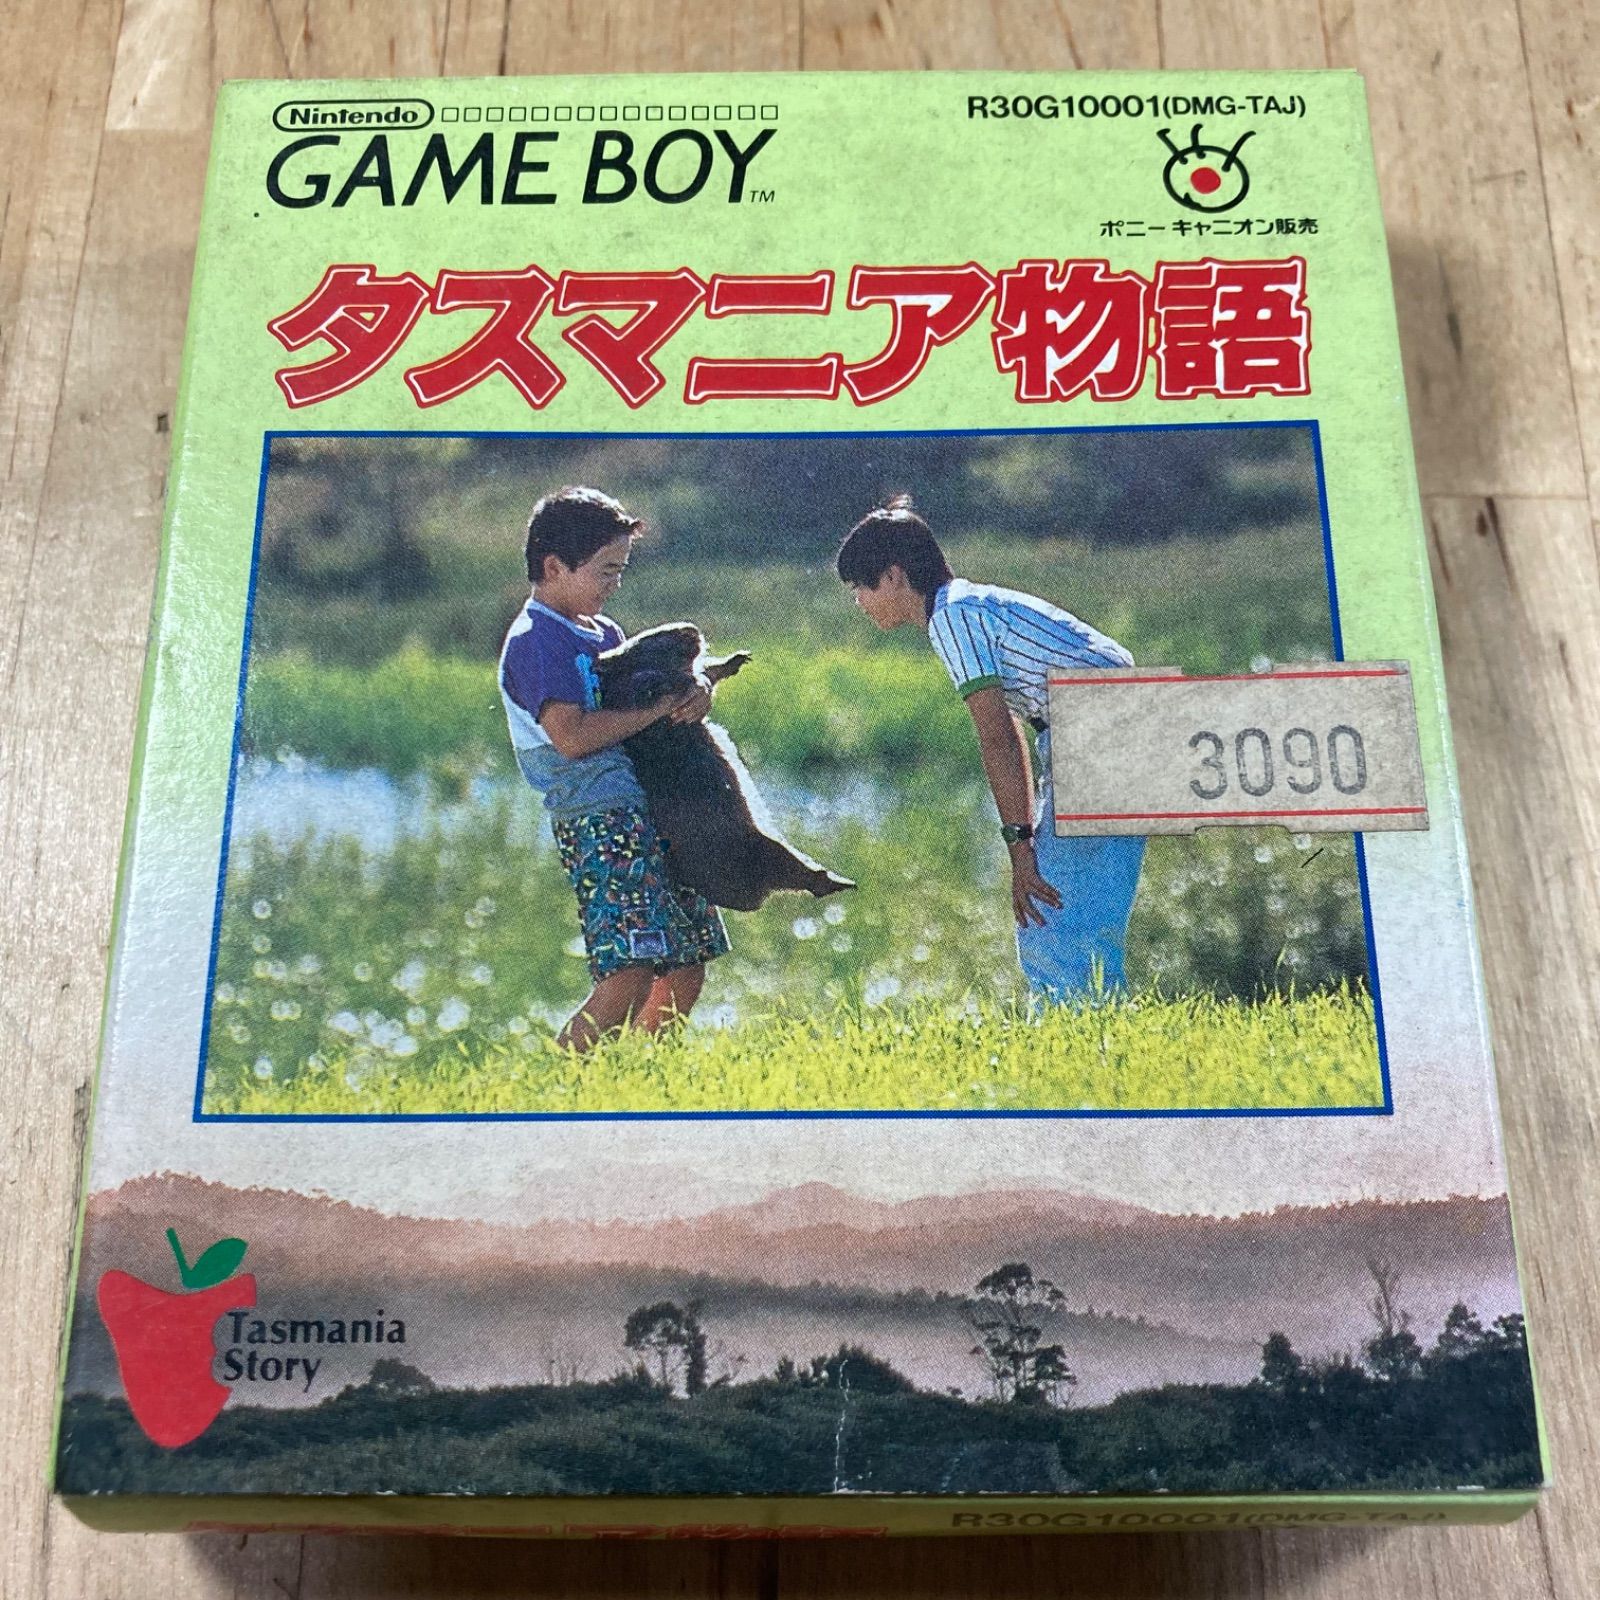 Nintendo
GAME BOY™
R30G10001(DMG-TAJ)
ポニーキャニオン販売
タスマニア物語
3090
Tasmania
Story
R30G10001(DMG-TAJ)